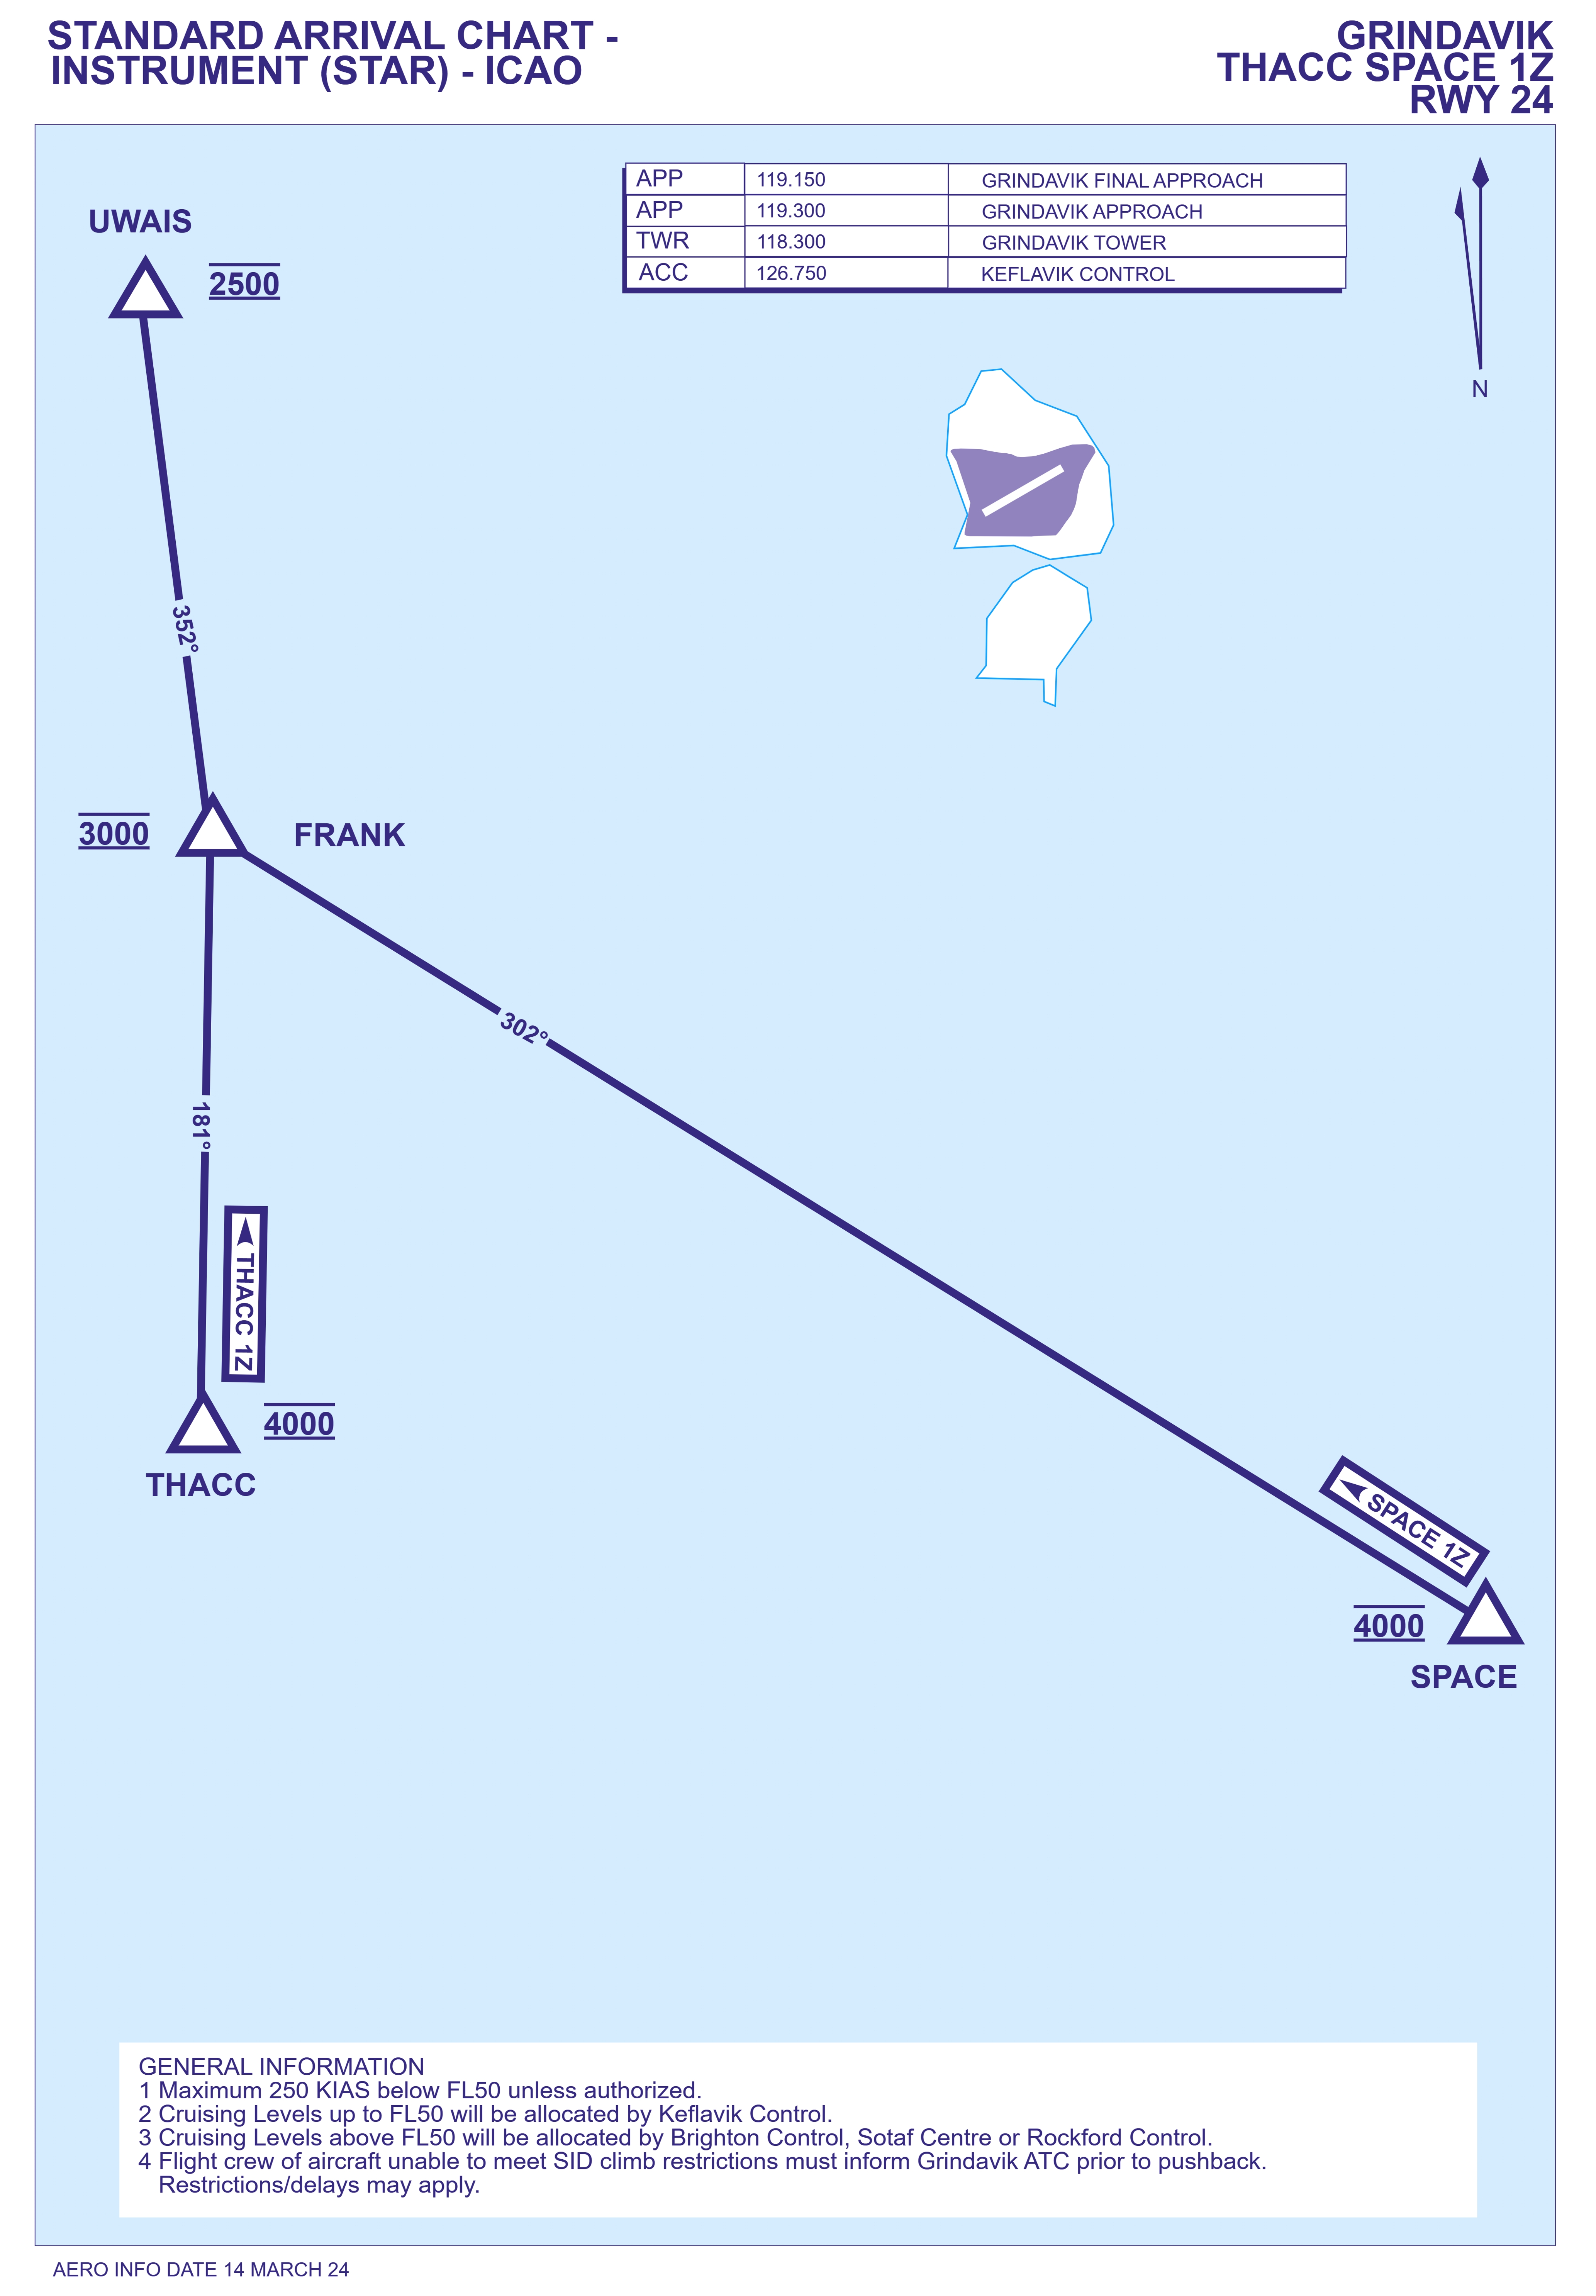 STANDARD ARRIVAL CHART -
INSTRUMENT (STAR) - ICAO
GRINDAVIK
THACC SPACE 1Z
RWY 24
APP 119.150 GRINDAVIK FINAL APPROACH
APP 119.300 GRINDAVIK APPROACH
TWR 118.300 GRINDAVIK TOWER
ACC 126.750 KEFLAVIK CONTROL
N
UWAIS
2500
352°
3000
FRANK
302°
181°
THACC 1Z
4000
THACC
SPACE 1Z
4000
SPACE
GENERAL INFORMATION
1 Maximum 250 KIAS below FL50 unless authorized.
2 Cruising Levels up to FL50 will be allocated by Keflavik Control.
3 Cruising Levels above FL50 will be allocated by Brighton Control, Sotaf Centre or Rockford Control.
4 Flight crew of aircraft unable to meet SID climb restrictions must inform Grindavik ATC prior to pushback.
Restrictions/delays may apply.
AERO INFO DATE 14 MARCH 24